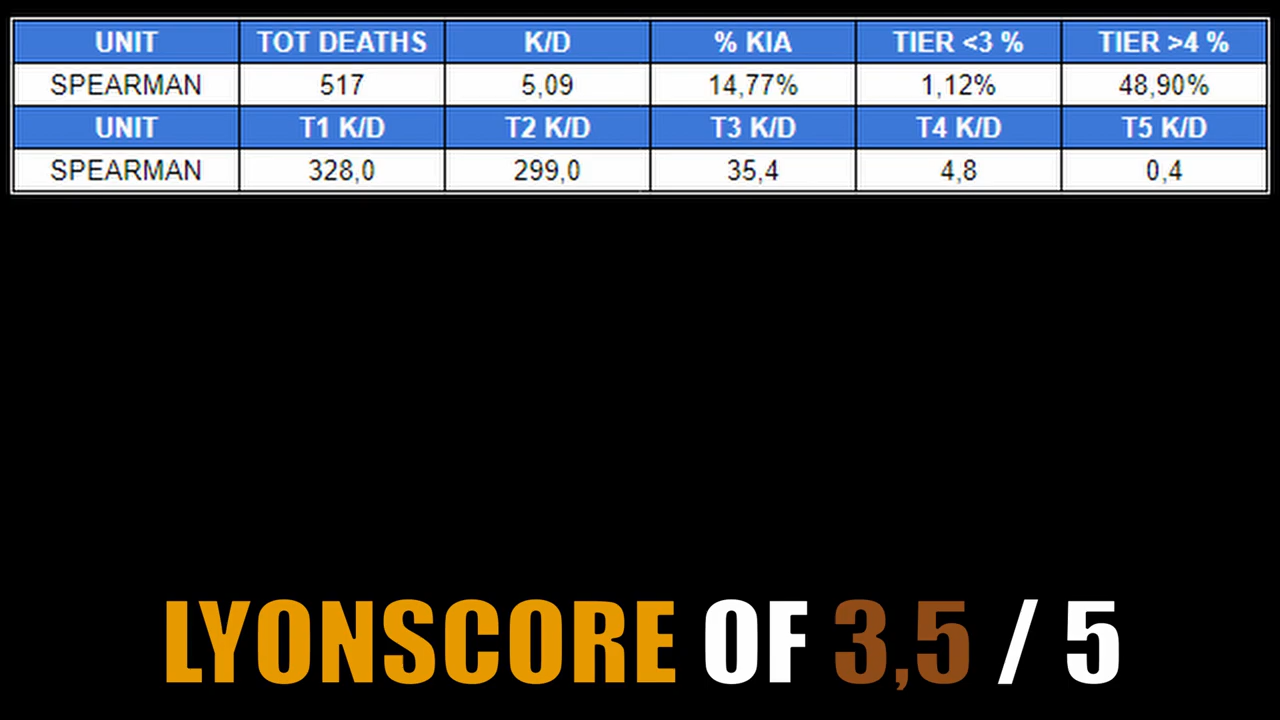 UNIT TOT DEATHS K/D % KIA TIER <3 % TIER >4 %
SPEARMAN 517 5,09 14,77% 1,12% 48,90%
UNIT T1 K/D T2 K/D T3 K/D T4 K/D T5 K/D
SPEARMAN 328,0 299,0 35,4 4,8 0,4
LYONSCORE OF 3,5 / 5